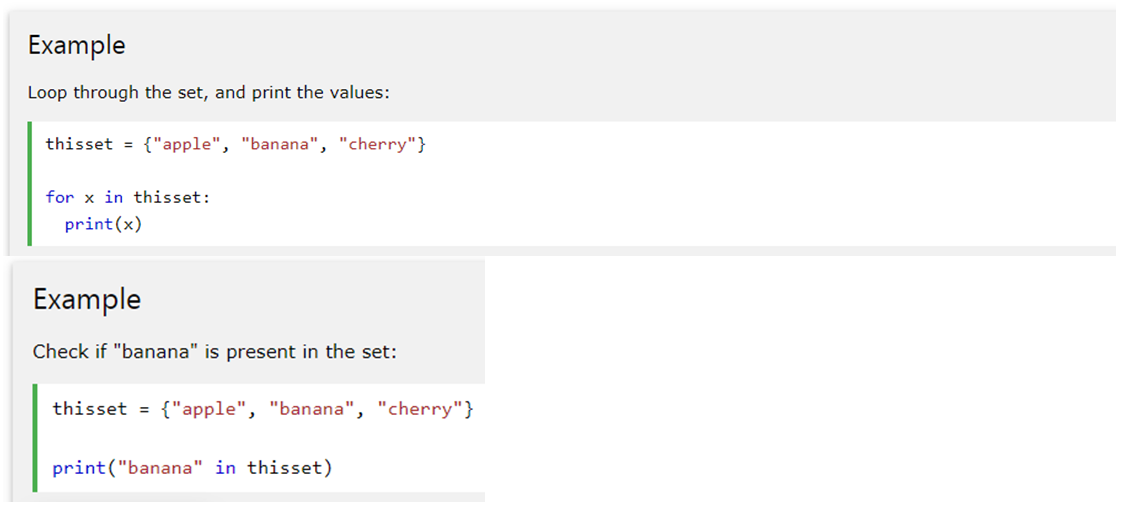 Example
Loop through the set, and print the values:
thisset = {"apple", "banana", "cherry"}
for x in thisset:
  print(x)
Example
Check if "banana" is present in the set:
thisset = {"apple", "banana", "cherry"}
print("banana" in thisset)